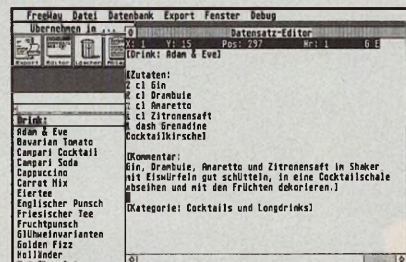 FreeWay Datei Datenbank Export Fenster Debug
Übernehmen in ...
Export Editor Löschen
Drink:
Adam & Eve
Bavarian Tomato
Campari Cocktail
Campari Soda
Cappuccino
Carrot Mix
Eiertee
Englischer Punsch
Friesischer Tee
Fruchtpunsch
Glühweinvarianten
Golden Fizz
Holländer
Datensatz-Editor
X: 1 Y: 15 Pos: 297 Nr: 1 G E
[Drink: Adam & Eve]
[Zutaten:
2 cl Gin
2 cl Drambuie
2 cl Amaretto
cl Zitronensaft
1 dash Grenadine
Cocktailkirsche]
[Kommentar:
Gin, Drambuie, Amaretto und Zitronensaft im Shaker
mit Eiswürfeln gut schütteln, in eine Cocktailschale
abseihen und mit den Früchten dekorieren.]
[Kategorie: Cocktails und Longdrinks]